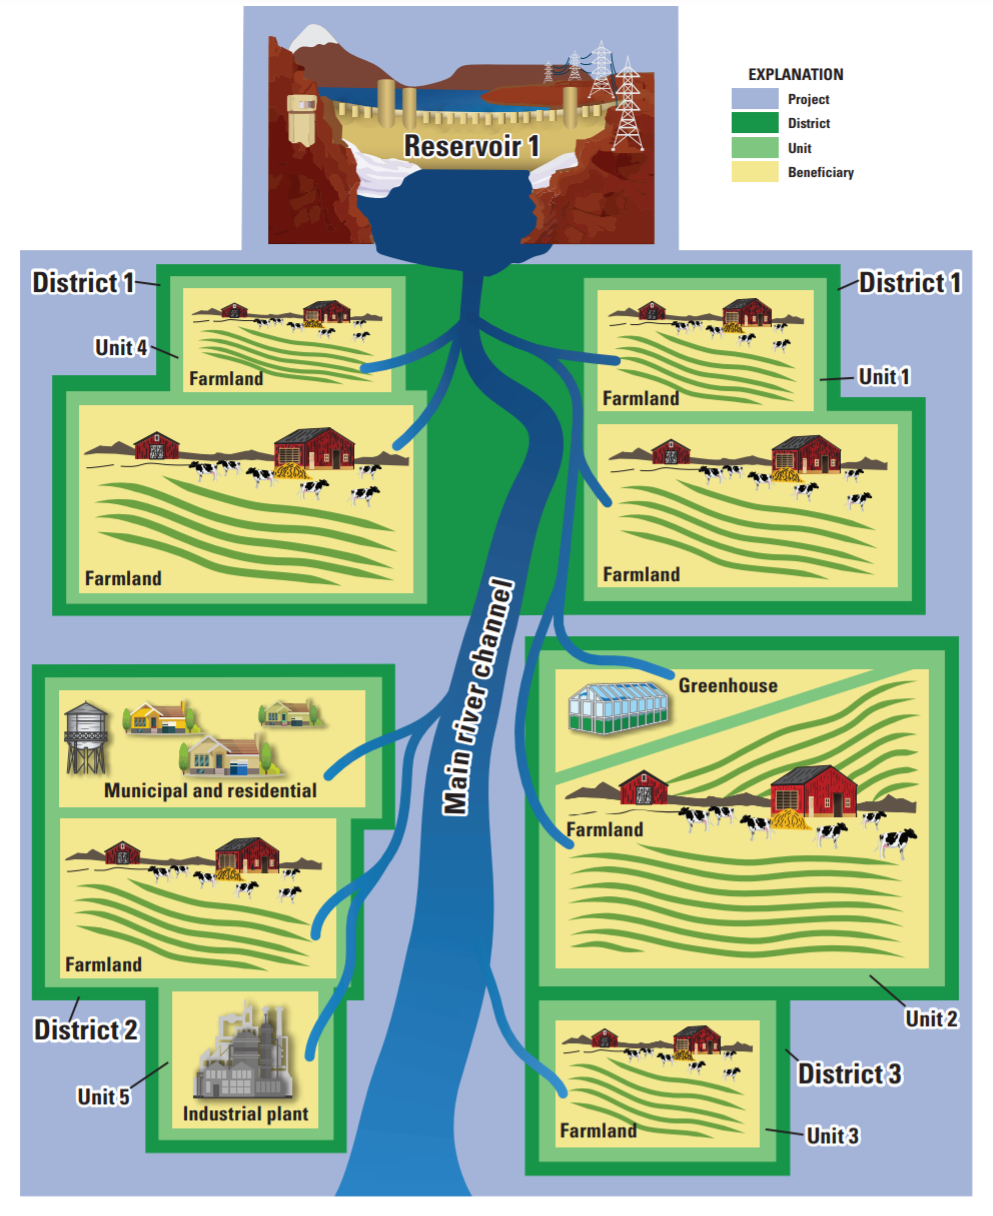 Reservoir 1
EXPLANATION
Project
District
Unit
Beneficiary
District 1
District 1
Unit 4
Farmland
Farmland
Unit 1
Farmland
Farmland
Main river channel
Municipal and residential
Farmland
District 2
Unit 5
Industrial plant
Greenhouse
Farmland
Unit 2
District 3
Farmland
Unit 3